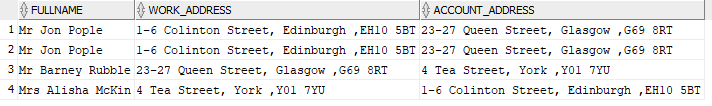 FULLNAME WORK_ADDRESS ACCOUNT_ADDRESS
1 Mr Jon Pople 1-6 Colinton Street, Edinburgh ,EH10 5BT 23-27 Queen Street, Glasgow ,G69 8RT
2 Mr Jon Pople 1-6 Colinton Street, Edinburgh ,EH10 5BT 23-27 Queen Street, Glasgow ,G69 8RT
3 Mr Barney Rubble 23-27 Queen Street, Glasgow ,G69 8RT 4 Tea Street, York ,Y01 7YU
4 Mrs Alisha McKin 4 Tea Street, York ,Y01 7YU 1-6 Colinton Street, Edinburgh ,EH10 5BT